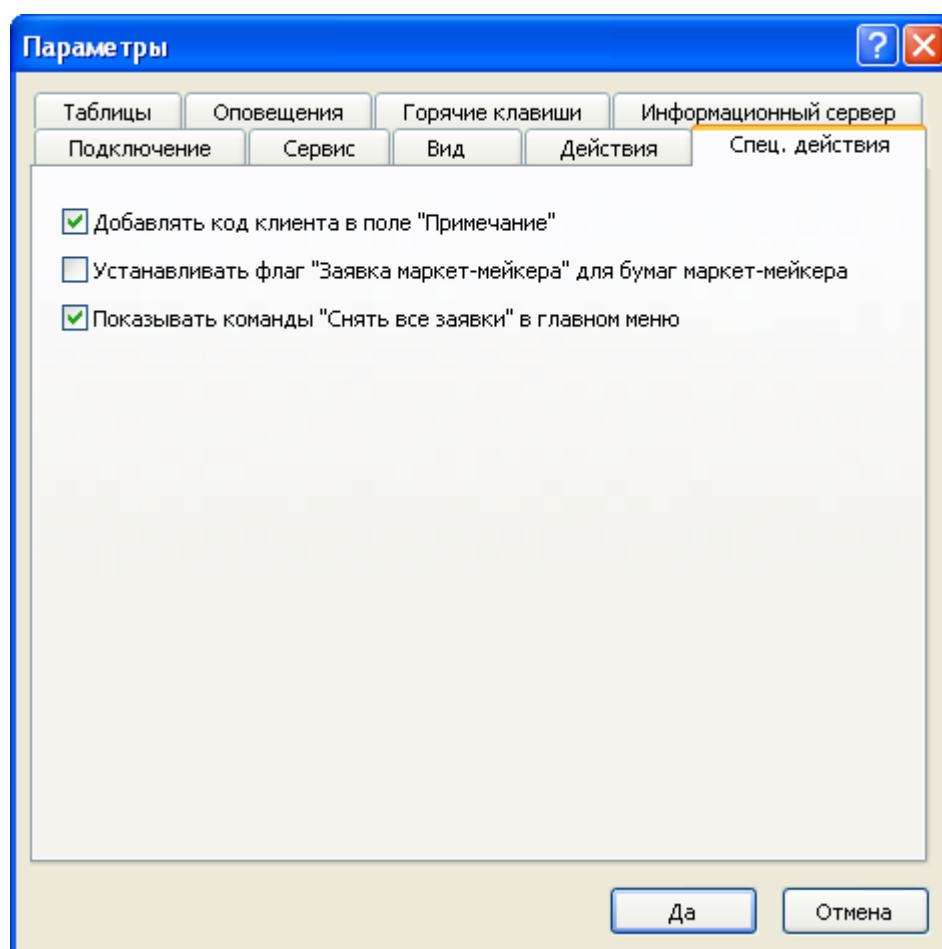 Параметры
Таблицы Оповещения Горячие клавиши Информационный сервер
Подключение Сервис Вид Действия Спец. действия
Добавлять код клиента в поле "Примечание"
Устанавливать флаг "Заявка маркет-мейкера" для бумаг маркет-мейкера
Показывать команды "Снять все заявки" в главном меню
Да Отмена